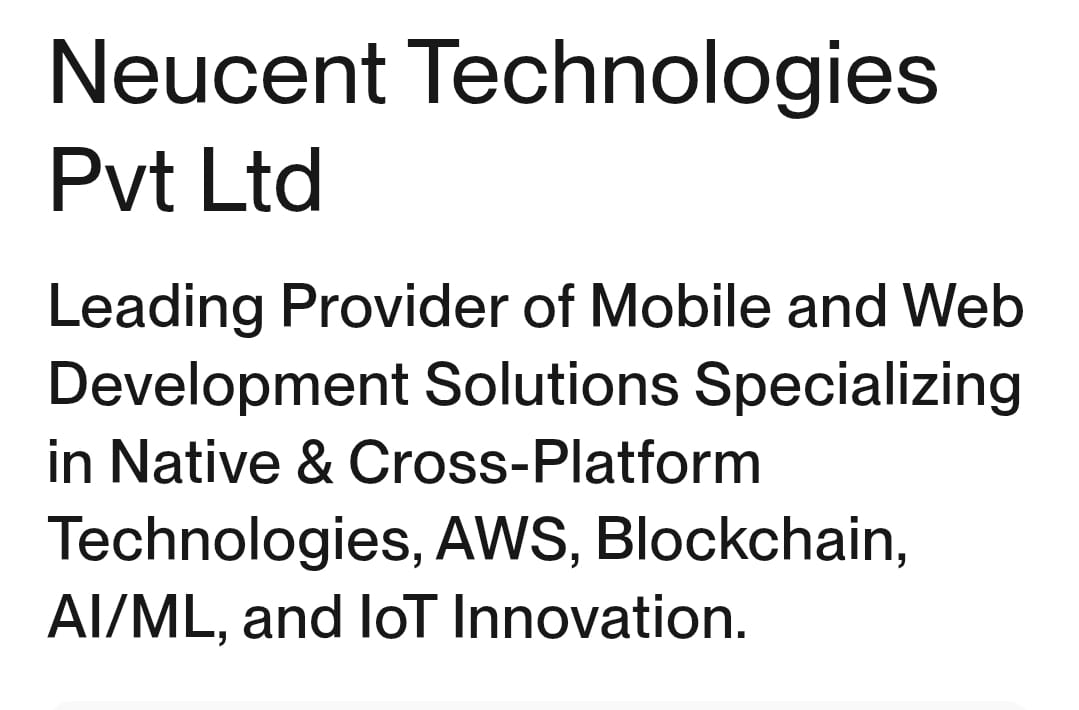 Neucent Technologies
Pvt Ltd
Leading Provider of Mobile and Web
Development Solutions Specializing
in Native & Cross-Platform
Technologies, AWS, Blockchain,
AI/ML, and IoT Innovation.